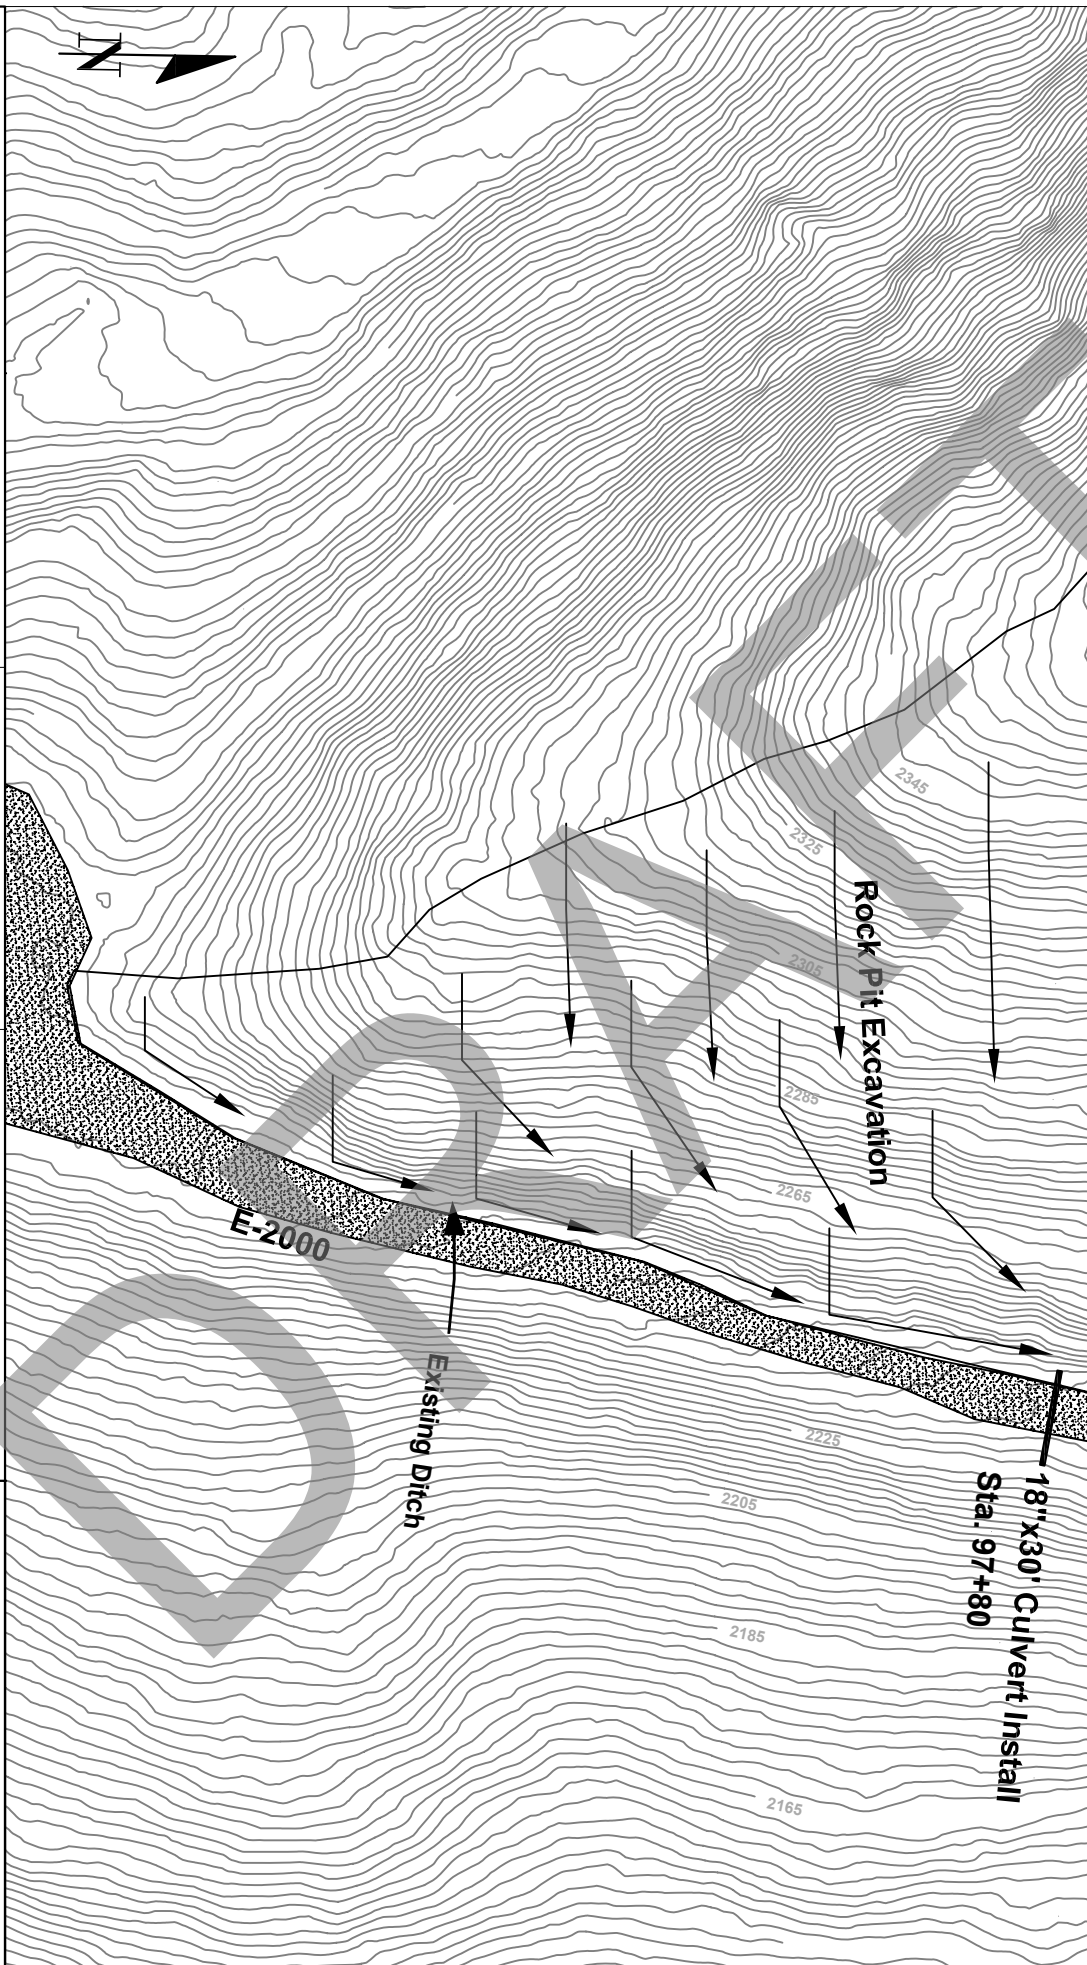 N
2345
2325
2305
Rock Pit Excavation
2285
2265
E-2000
Existing Ditch
2225
2205
18"x30' Culvert Install
Sta. 97+80
2185
2165
DRAFT